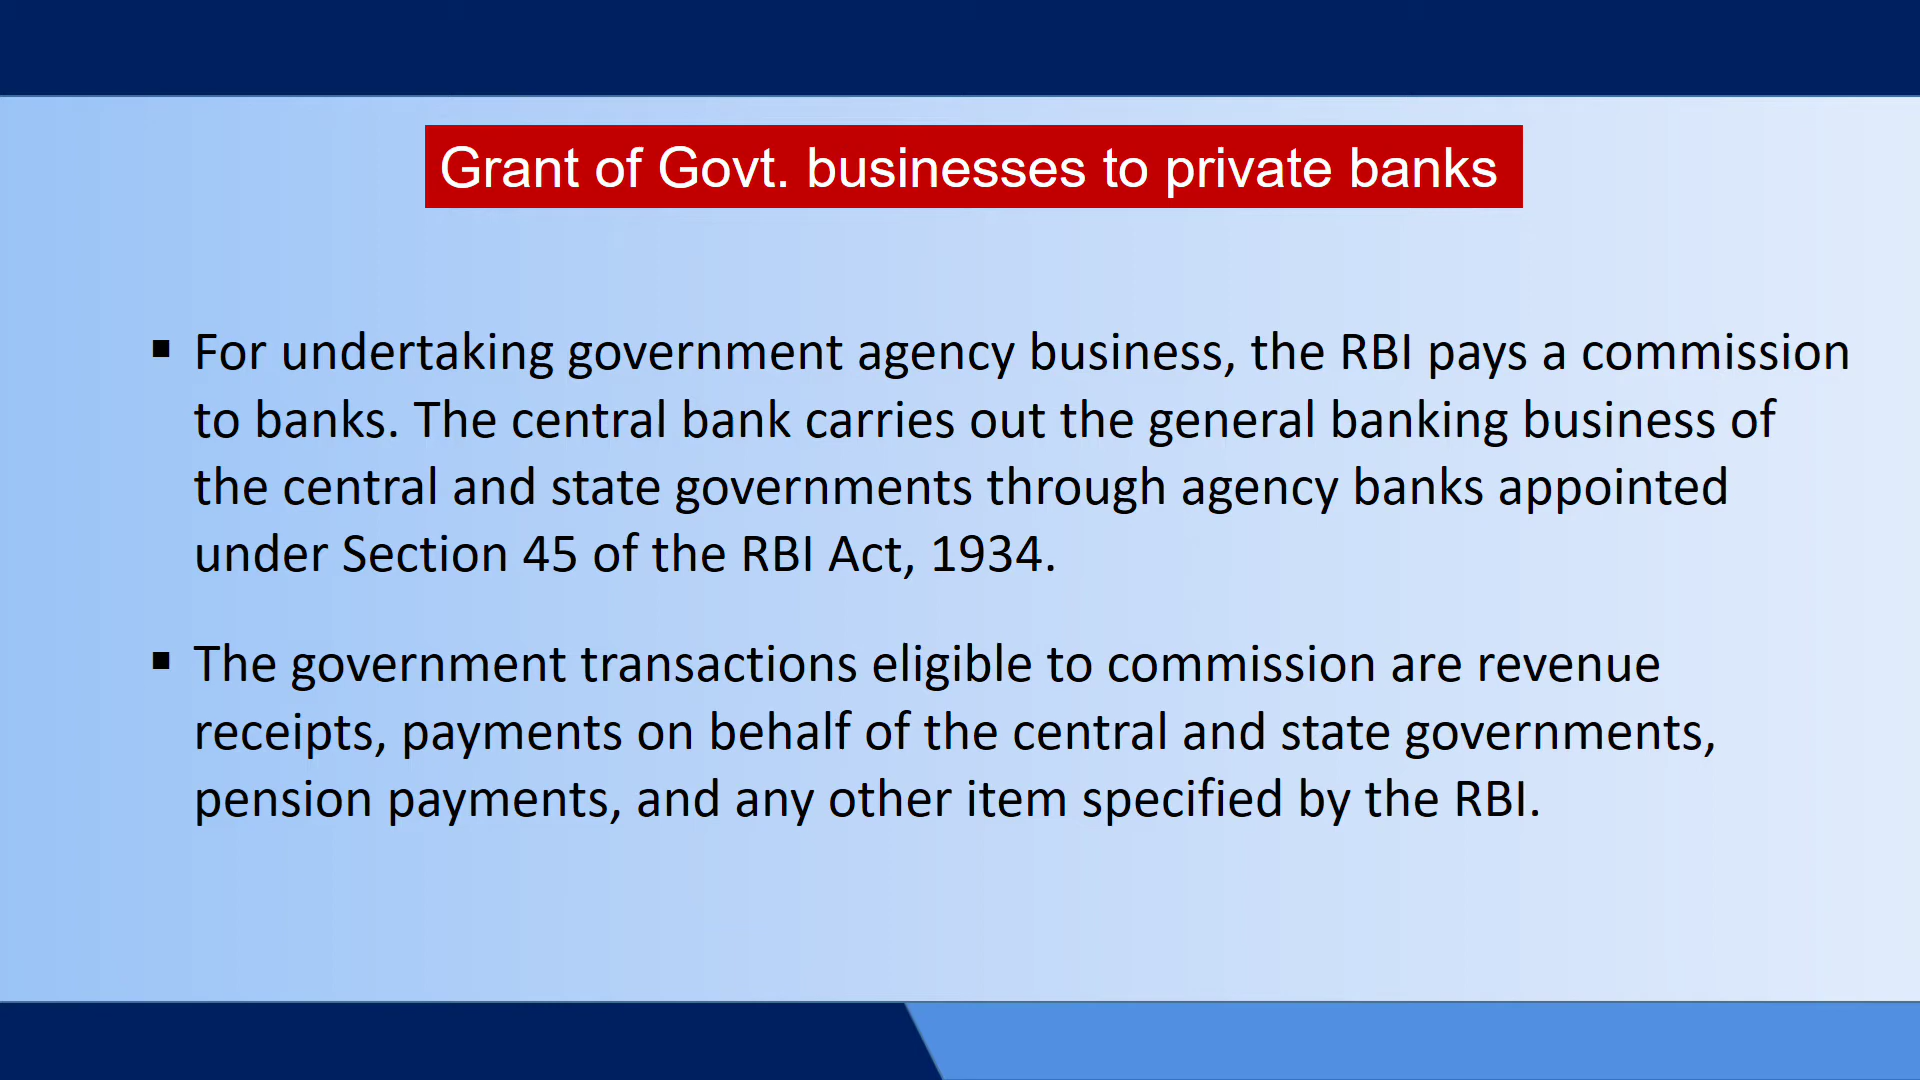 Grant of Govt. businesses to private banks
▪ For undertaking government agency business, the RBI pays a commission
to banks. The central bank carries out the general banking business of
the central and state governments through agency banks appointed
under Section 45 of the RBI Act, 1934.
▪ The government transactions eligible to commission are revenue
receipts, payments on behalf of the central and state governments,
pension payments, and any other item specified by the RBI.